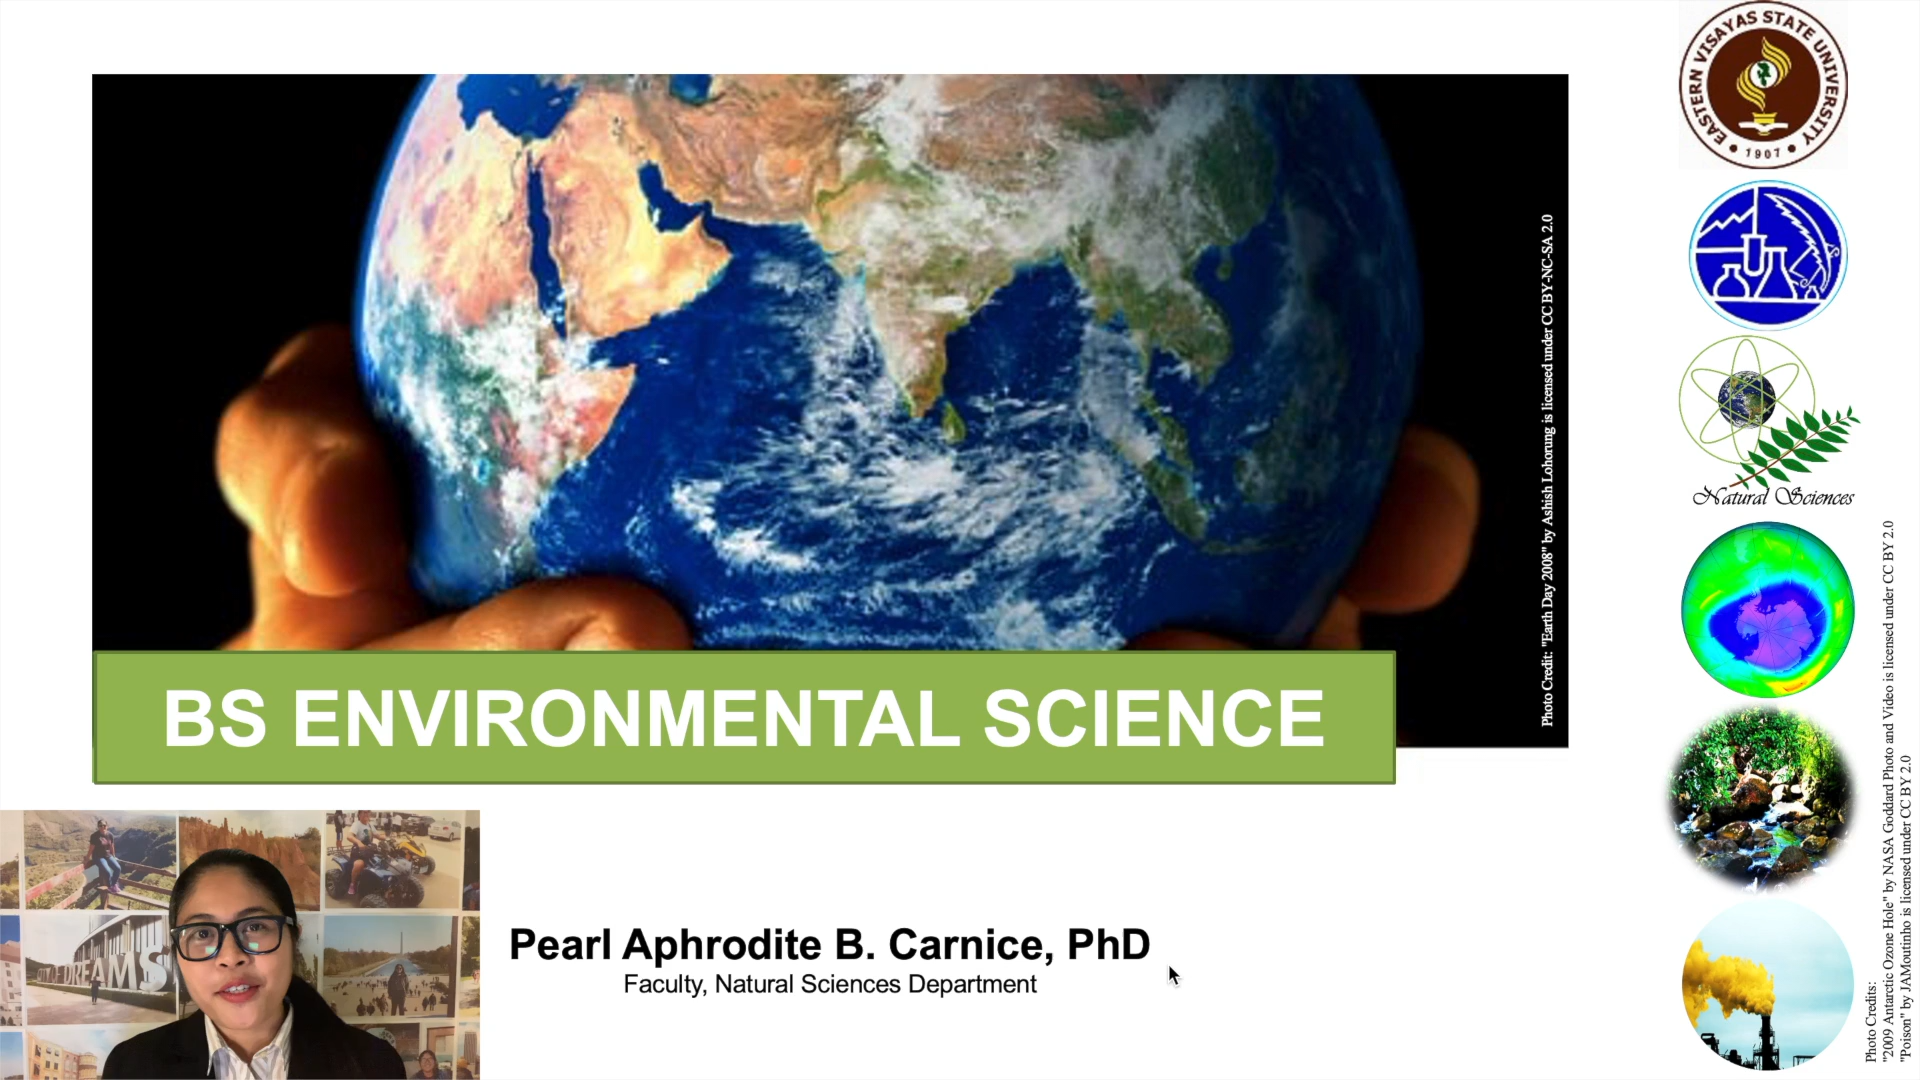 EASTERN VISAYAS STATE UNIVERSITY
• 1907 •
Photo Credit: "Earth Day 2008" by Ashish Lohorung is licensed under CC BY-NC-SA 2.0
Natural Sciences
BS ENVIRONMENTAL SCIENCE
DREAMS
Pearl Aphrodite B. Carnice, PhD
Faculty, Natural Sciences Department
Photo Credits:
"2009 Antarctic Ozone Hole" by NASA Goddard Photo and Video is licensed under CC BY 2.0
"Poison" by JAMoutinho is licensed under CC BY 2.0